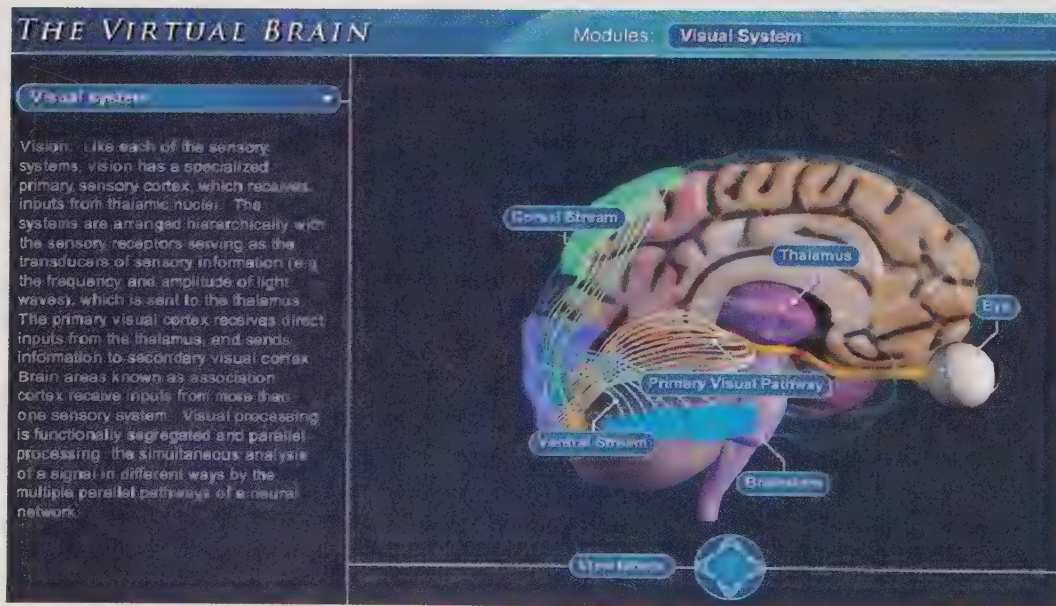 THE VIRTUAL BRAIN
Modules: Visual System
Visual system
Vision: Like each of the sensory
systems, vision has a specialized
primary sensory cortex, which receives
inputs from thalamic nuclei. The
systems are arranged hierarchically with
the sensory receptors serving as the
transducers of sensory information (e.g.
the frequency and amplitude of light
waves), which is sent to the thalamus.
The primary visual cortex receives direct
inputs from the thalamus, and sends
information to secondary visual cortex.
Brain areas known as association
cortex receive inputs from more than
one sensory system. Visual processing
is functionally segregated and parallel
processing: the simultaneous analysis
of a signal in different ways by the
multiple parallel pathways of a neural
network.
Dorsal Stream
Thalamus
Eye
Primary Visual Pathway
Ventral Stream
Brainstem